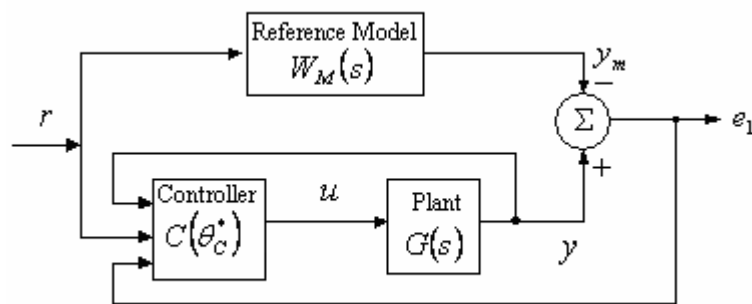 Reference Model
W_M(s)
y_m
−
r
Σ
e_1
+
Controller
C(θ_C^*)
u
Plant
G(s)
y